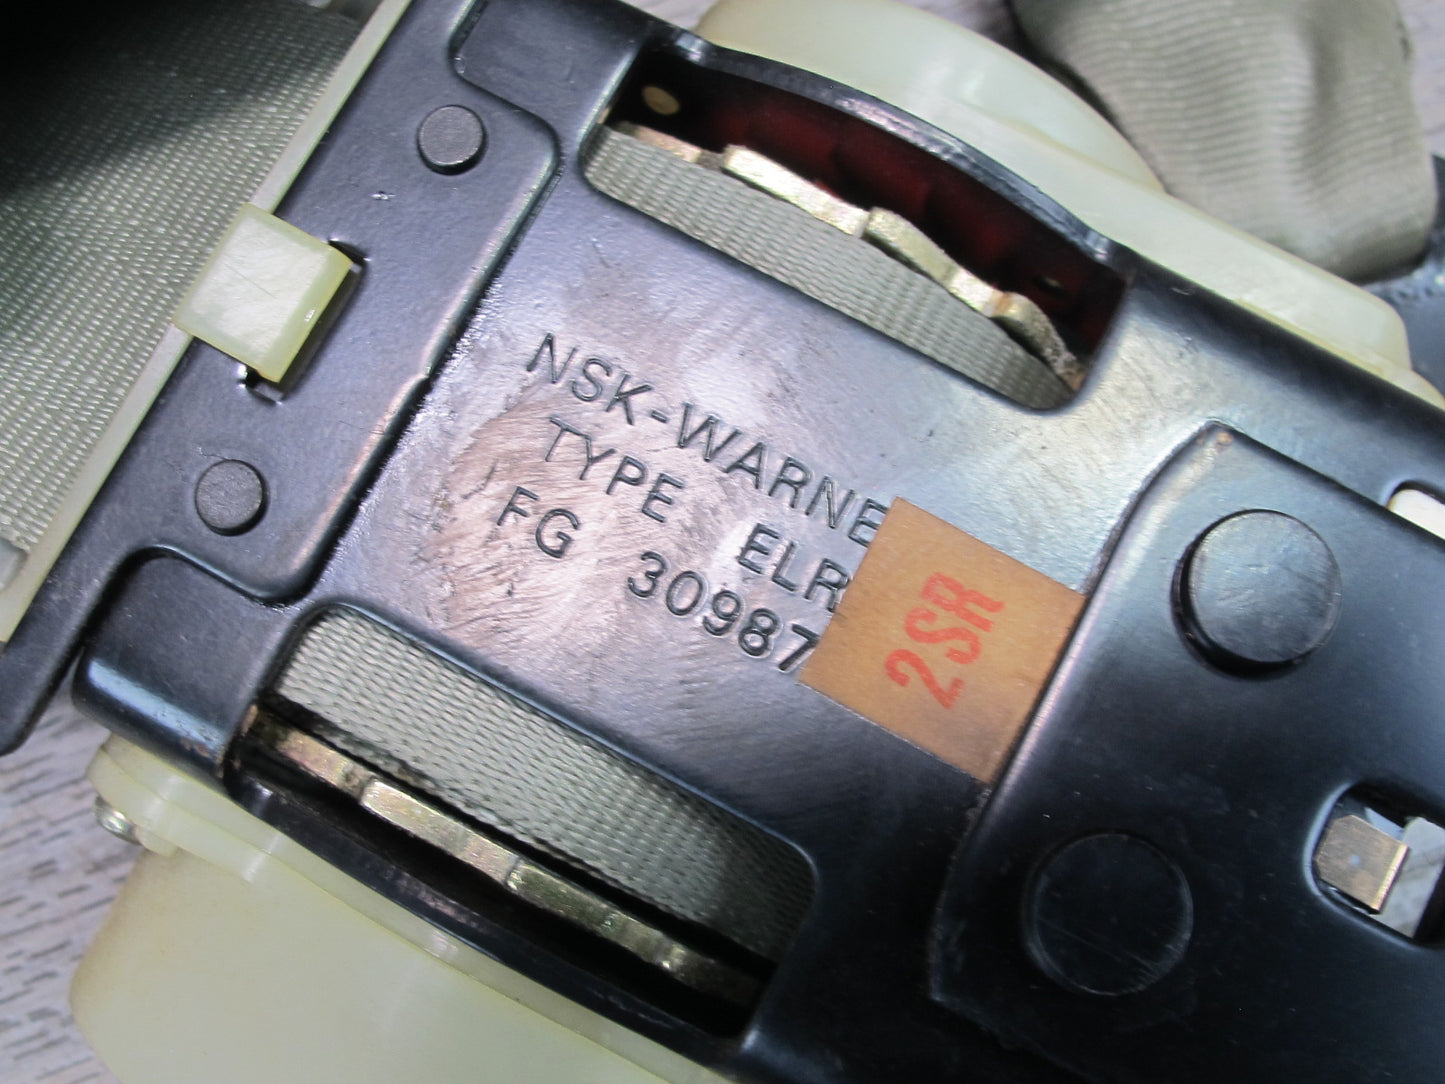 NSK-WARNE
TYPE ELR
FG 30987
2SR